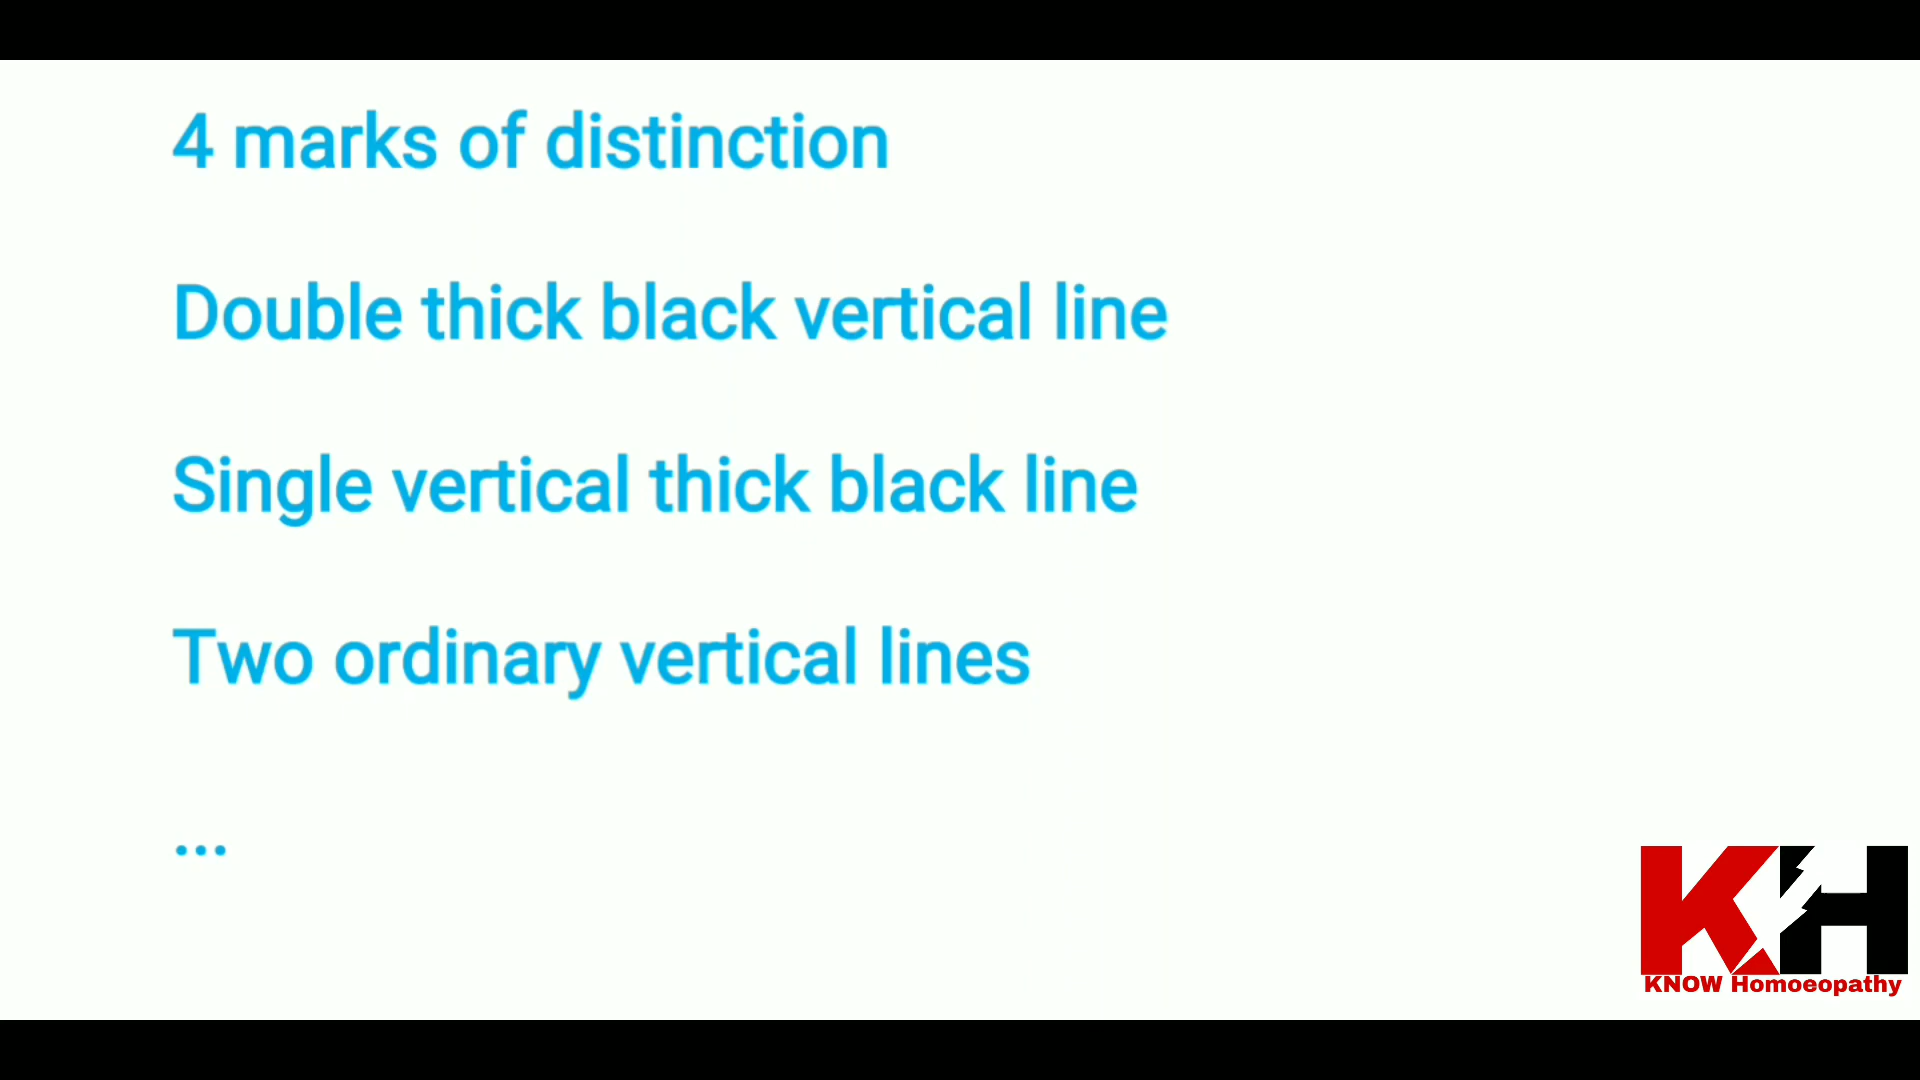 4 marks of distinction
Double thick black vertical line
Single vertical thick black line
Two ordinary vertical lines
...
KH
KNOW Homoeopathy